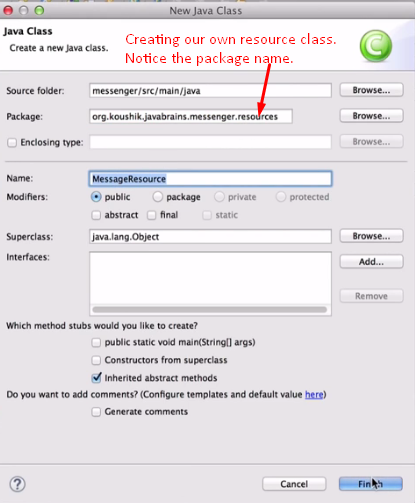 New Java Class
Java Class
Create a new Java class.
Creating our own resource class.
Notice the package name.
C
Source folder: messenger/src/main/java Browse...
Package: org.koushik.javabrains.messenger.resources Browse...
Enclosing type: Browse...
Name: MessageResource
Modifiers: public package private protected
abstract final static
Superclass: java.lang.Object Browse...
Interfaces: Add...
Remove
Which method stubs would you like to create?
public static void main(String[] args)
Constructors from superclass
Inherited abstract methods
Do you want to add comments? (Configure templates and default value here)
Generate comments
? Cancel Finish